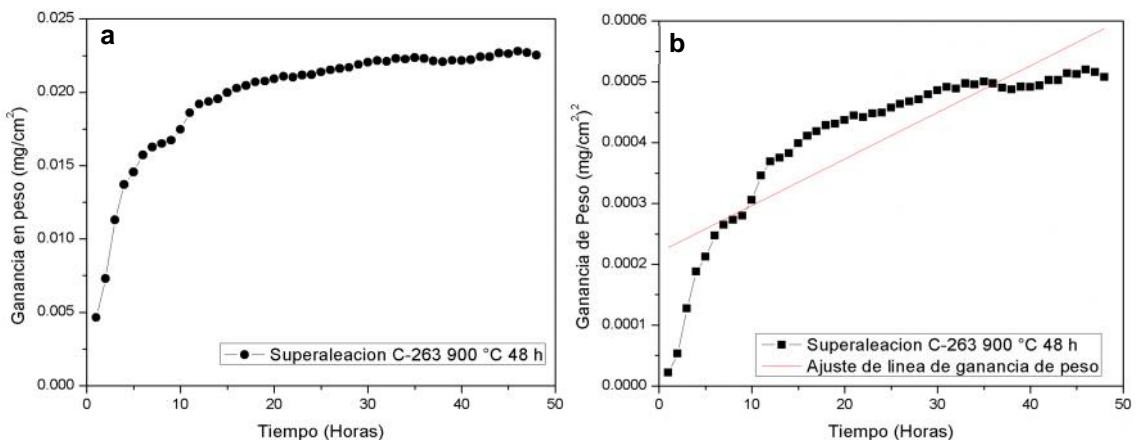 a
0.025
0.020
0.015
0.010
0.005
0.000
Ganancia en peso (mg/cm²)
Superaleacion C-263 900 °C 48 h
0 10 20 30 40 50
Tiempo (Horas)
b
0.0006
0.0005
0.0004
0.0003
0.0002
0.0001
0.0000
Ganancia de Peso (mg/cm²)²
Superaleacion C-263 900 °C 48 h
Ajuste de linea de ganancia de peso
0 10 20 30 40 50
Tiempo (Horas)